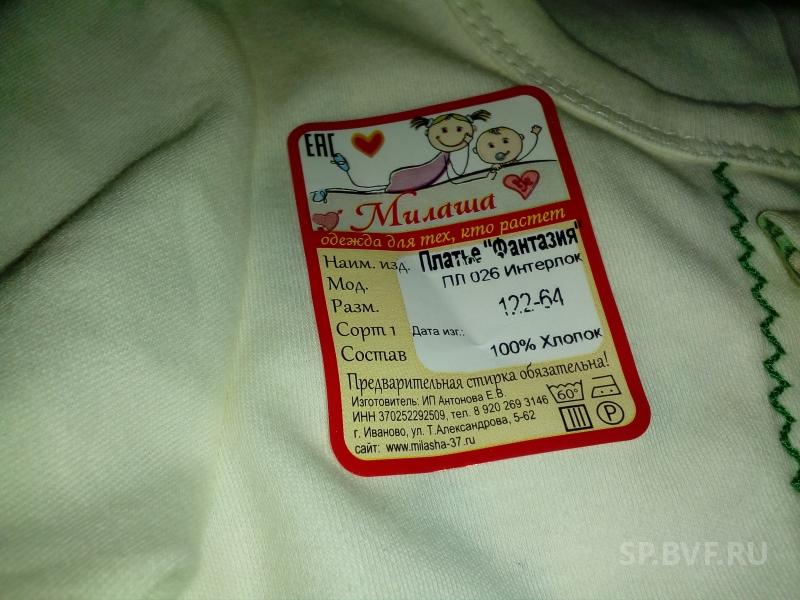 ЕАС
Милаша
одежда для тех, кто растет
Наим. изд. Платье "Фантазия"
Мод. ПЛ 026 Интерлок
Разм. 122-64
Сорт 1 Дата изг.:
Состав 100% Хлопок
Предварительная стирка обязательна!
Изготовитель: ИП Антонова Е.В.
ИНН 370252292509, тел. 8 920 269 3146
г. Иваново, ул. Т.Александрова, 5-62
сайт: www.milasha-37.ru
60°
P
SP.BVF.RU